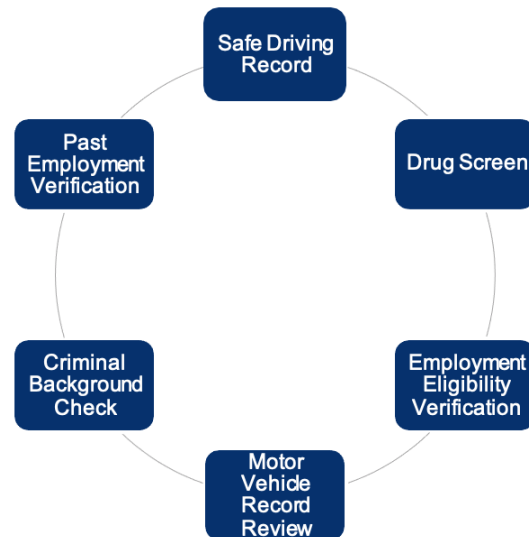 Safe Driving
Record
Drug Screen
Employment
Eligibility
Verification
Motor
Vehicle
Record
Review
Criminal
Background
Check
Past
Employment
Verification